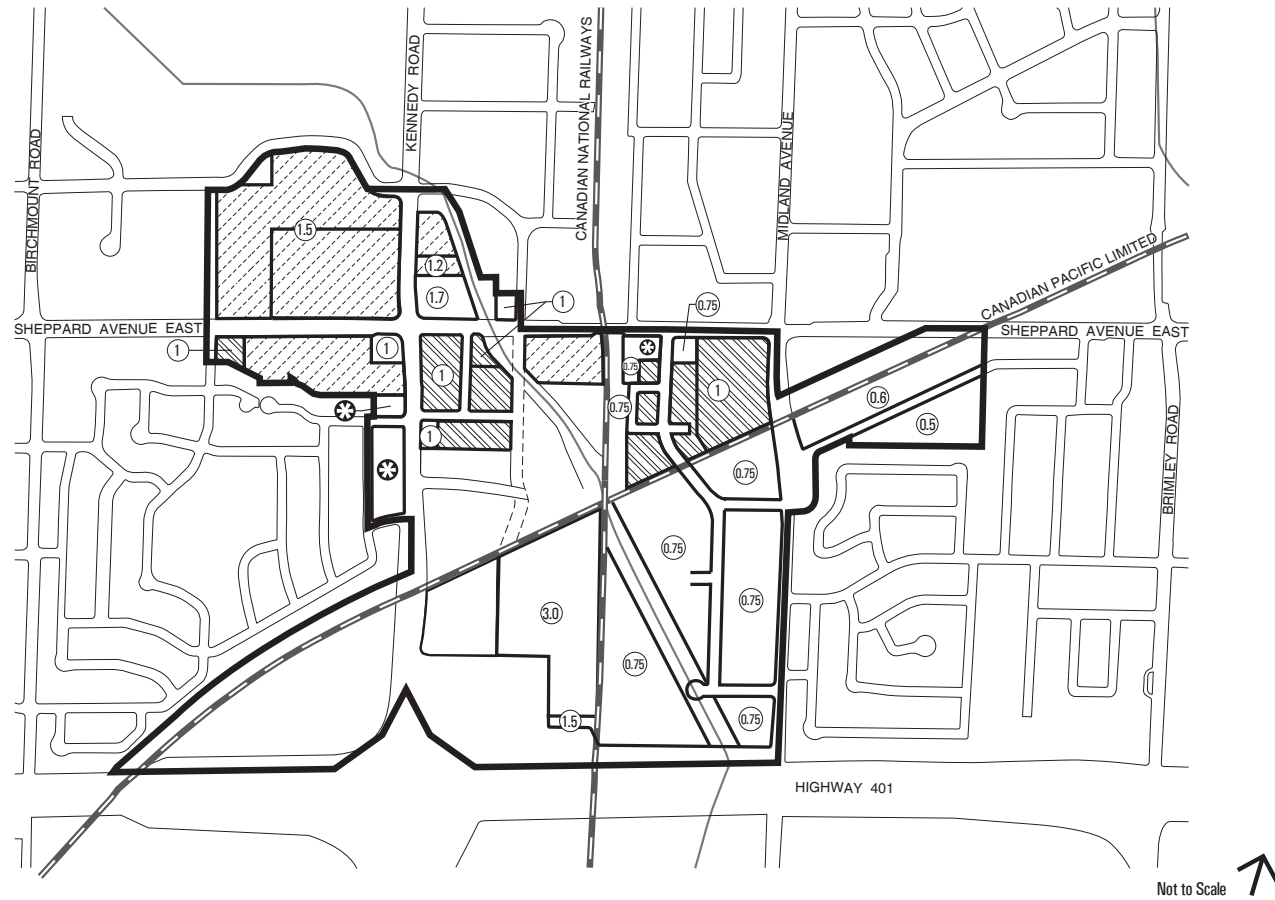 KENNEDY ROAD
CANADIAN NATIONAL RAILWAYS
BIRCHMOUNT ROAD
MIDLAND AVENUE
CANADIAN PACIFIC LIMITED
1.5
1.2
1.7
1
0.75
SHEPPARD AVENUE EAST
SHEPPARD AVENUE EAST
1
1
0.75
1
1
0.75
0.6
0.5
1
BRIMLEY ROAD
0.75
0.75
3.0
0.75
0.75
1.5
0.75
HIGHWAY 401
Not to Scale